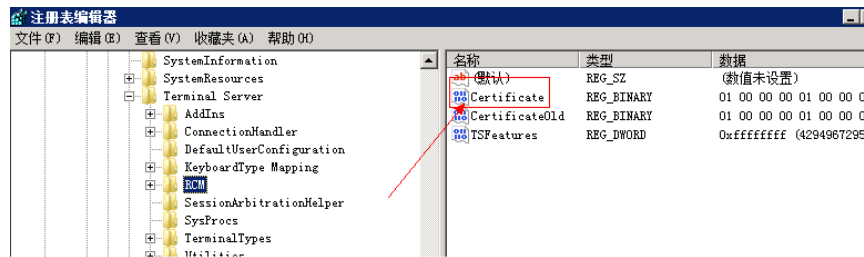 注册表编辑器
文件(F) 编辑(E) 查看(V) 收藏夹(A) 帮助(H)
SystemInformation
SystemResources
Terminal Server
AddIns
ConnectionHandler
DefaultUserConfiguration
KeyboardType Mapping
RCM
SessionArbitrationHelper
SysProcs
TerminalTypes
Utilities
名称 类型 数据
(默认) REG_SZ (数值未设置)
Certificate REG_BINARY 01 00 00 00 01 00 00 0
CertificateOld REG_BINARY 01 00 00 00 01 00 00 0
TSFeatures REG_DWORD 0xffffffff (4294967295